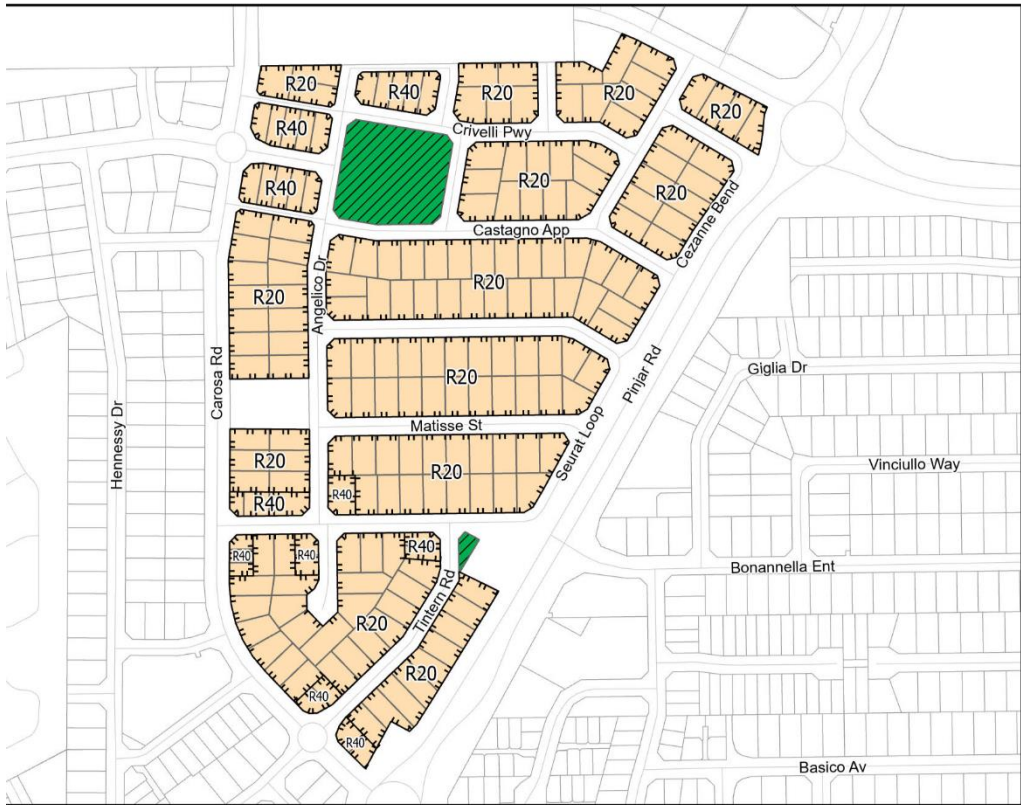 R20
R40
R20
R20
R20
R40
Crivelli Pwy
R40
R20
R20
Castagno App
Cezanne Bend
R20
R20
Angelico Dr
Carosa Rd
Hennessy Dr
Pinjar Rd
Giglia Dr
R20
Matisse St
Seurat Loop
R20
R20
Vinciullo Way
R40
R40
R40
R40
R40
Bonannella Ent
Tintern Rd
R20
R20
R40
R40
Basico Av